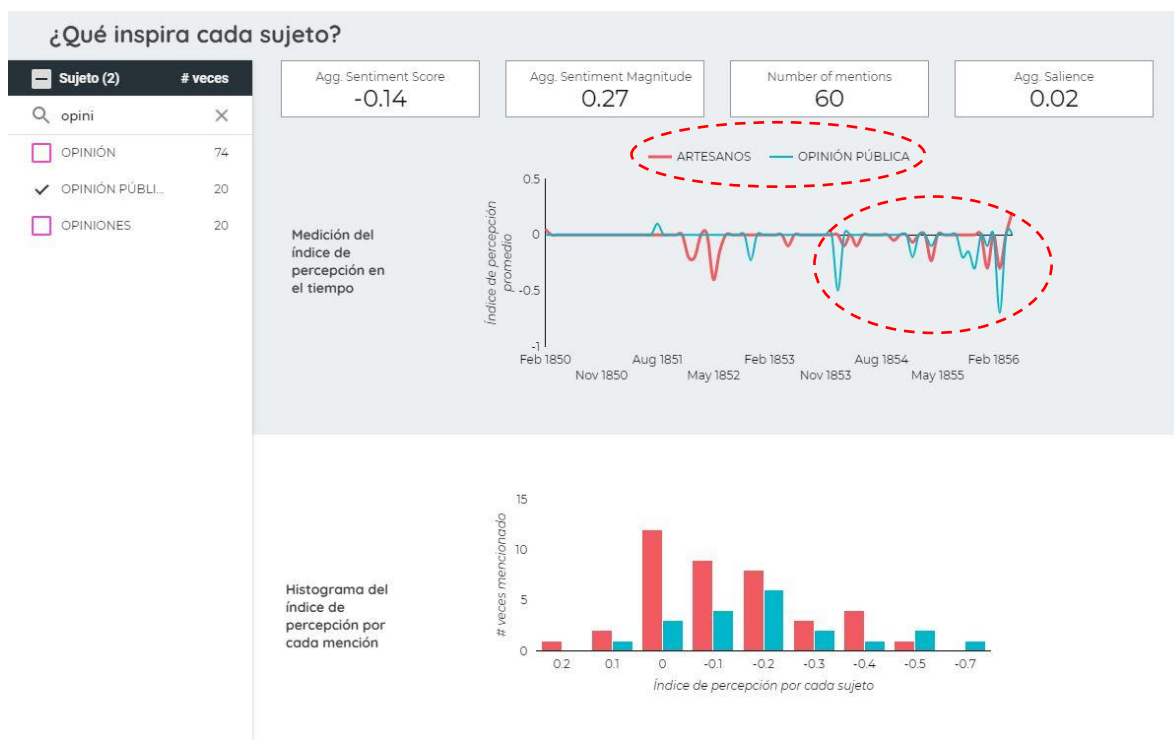 ¿Qué inspira cada sujeto?
Sujeto (2) # veces
opini
OPINIÓN 74
OPINIÓN PÚBLI... 20
OPINIONES 20
Agg. Sentiment Score
-0.14
Agg. Sentiment Magnitude
0.27
Number of mentions
60
Agg. Salience
0.02
ARTESANOS OPINIÓN PÚBLICA
Medición del
índice de
percepción en
el tiempo
Índice de percepción
promedio
0.5
0
-0.5
-1
Feb 1850 Aug 1851 Feb 1853 Aug 1854 Feb 1856
Nov 1850 May 1852 Nov 1853 May 1855
Histograma del
índice de
percepción por
cada mención
# veces mencionado
15
10
5
0
0.2 0.1 0 -0.1 -0.2 -0.3 -0.4 -0.5 -0.7
Índice de percepción por cada sujeto